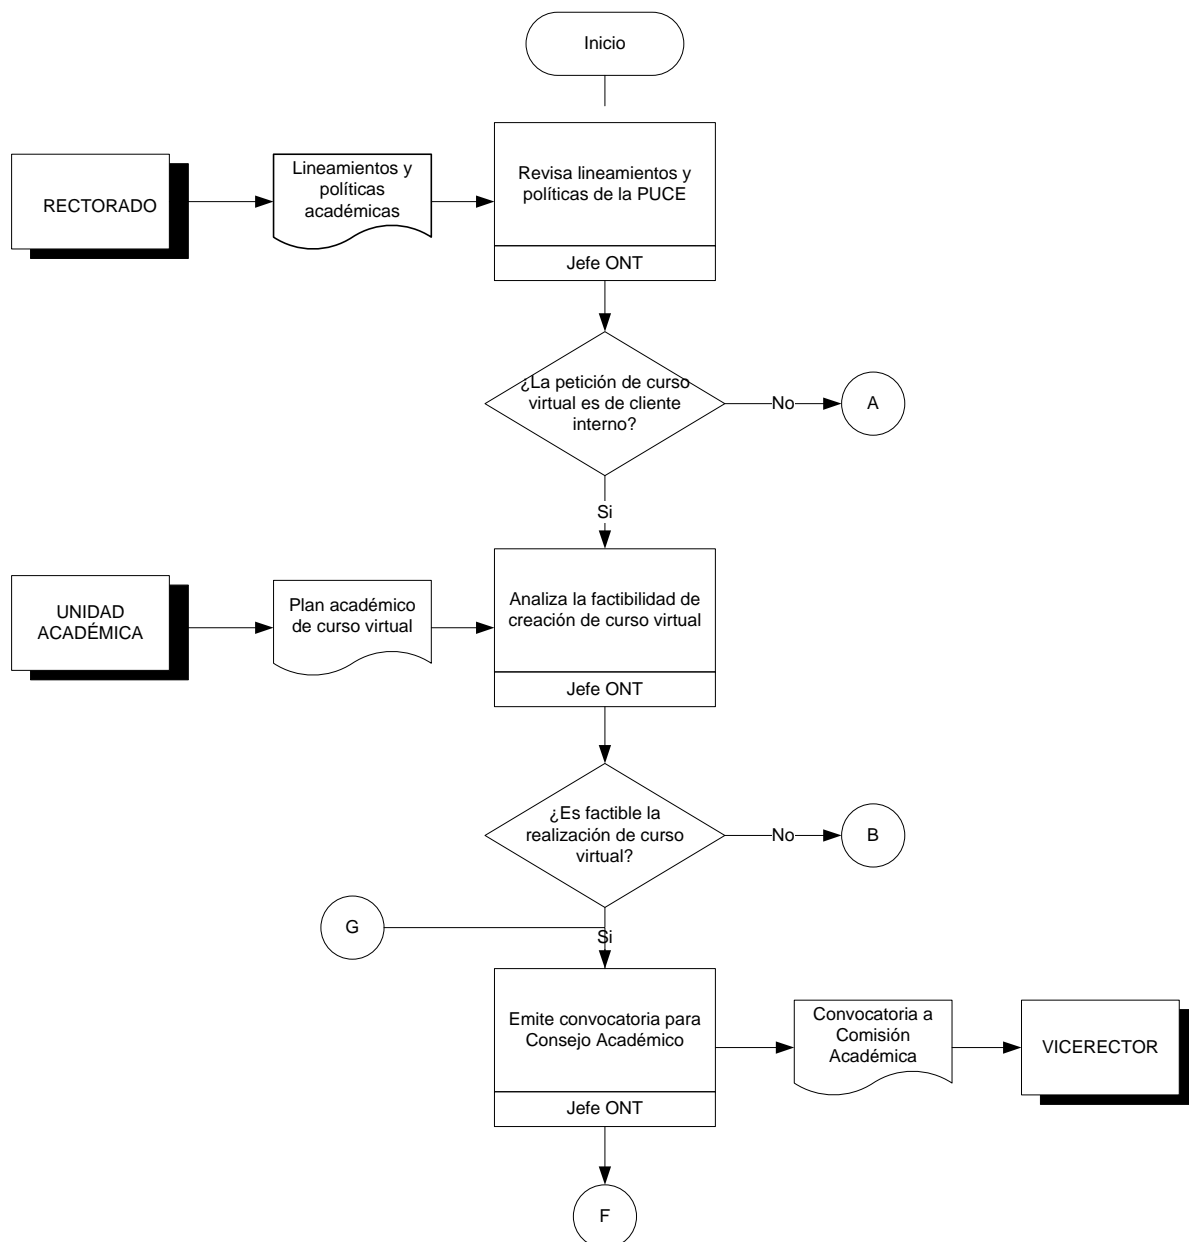 Inicio
RECTORADO
Lineamientos y
políticas
académicas
Revisa lineamientos y
políticas de la PUCE
Jefe ONT
¿La petición de curso
virtual es de cliente
interno?
No
A
Si
UNIDAD
ACADÉMICA
Plan académico
de curso virtual
Analiza la factibilidad de
creación de curso virtual
Jefe ONT
¿Es factible la
realización de curso
virtual?
No
B
G
Si
Emite convocatoria para
Consejo Académico
Jefe ONT
Convocatoria a
Comisión
Académica
VICERECTOR
F